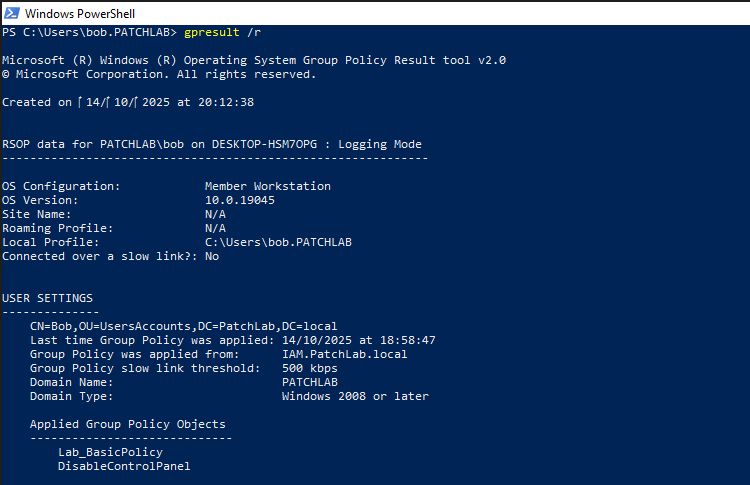 Windows PowerShell
PS C:\Users\bob.PATCHLAB> gpresult /r
Microsoft (R) Windows (R) Operating System Group Policy Result tool v2.0
© Microsoft Corporation. All rights reserved.
Created on ｢14/｢10/｢2025 at 20:12:38
RSOP data for PATCHLAB\bob on DESKTOP-HSM7OPG : Logging Mode
-------------------------------------------------------------
OS Configuration:            Member Workstation
OS Version:                  10.0.19045
Site Name:                   N/A
Roaming Profile:             N/A
Local Profile:               C:\Users\bob.PATCHLAB
Connected over a slow link?: No
USER SETTINGS
--------------
CN=Bob,OU=UsersAccounts,DC=PatchLab,DC=local
Last time Group Policy was applied: 14/10/2025 at 18:58:47
Group Policy was applied from:      IAM.PatchLab.local
Group Policy slow link threshold:   500 kbps
Domain Name:                        PATCHLAB
Domain Type:                        Windows 2008 or later
Applied Group Policy Objects
-----------------------------
Lab_BasicPolicy
DisableControlPanel